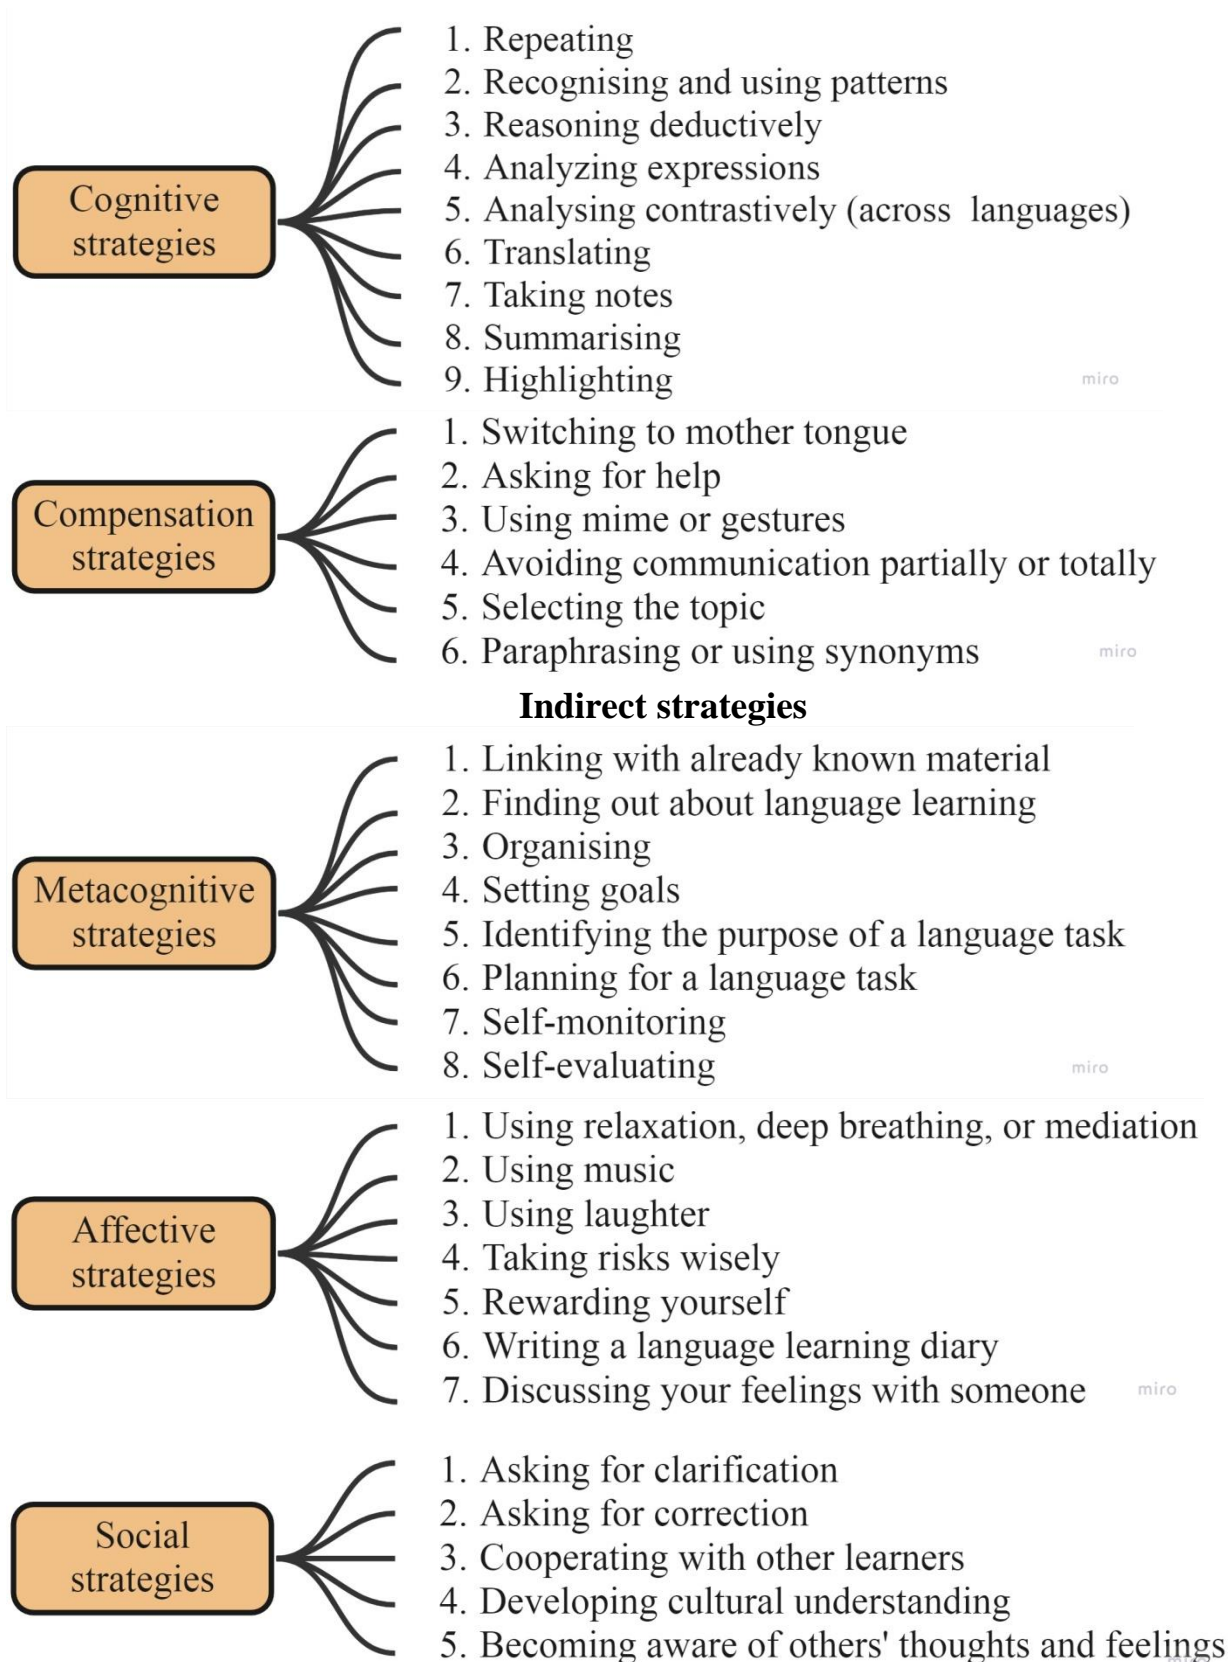 Cognitive
strategies
1. Repeating
2. Recognising and using patterns
3. Reasoning deductively
4. Analyzing expressions
5. Analysing contrastively (across languages)
6. Translating
7. Taking notes
8. Summarising
9. Highlighting
miro
Compensation
strategies
1. Switching to mother tongue
2. Asking for help
3. Using mime or gestures
4. Avoiding communication partially or totally
5. Selecting the topic
6. Paraphrasing or using synonyms
miro
Indirect strategies
Metacognitive
strategies
1. Linking with already known material
2. Finding out about language learning
3. Organising
4. Setting goals
5. Identifying the purpose of a language task
6. Planning for a language task
7. Self-monitoring
8. Self-evaluating
miro
Affective
strategies
1. Using relaxation, deep breathing, or mediation
2. Using music
3. Using laughter
4. Taking risks wisely
5. Rewarding yourself
6. Writing a language learning diary
7. Discussing your feelings with someone
miro
Social
strategies
1. Asking for clarification
2. Asking for correction
3. Cooperating with other learners
4. Developing cultural understanding
5. Becoming aware of others' thoughts and feelings
miro